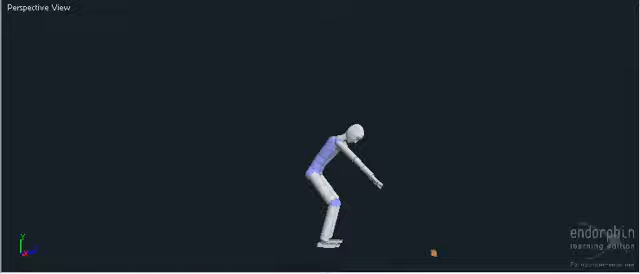 Perspective View
Y
X
endorphin
learning edition